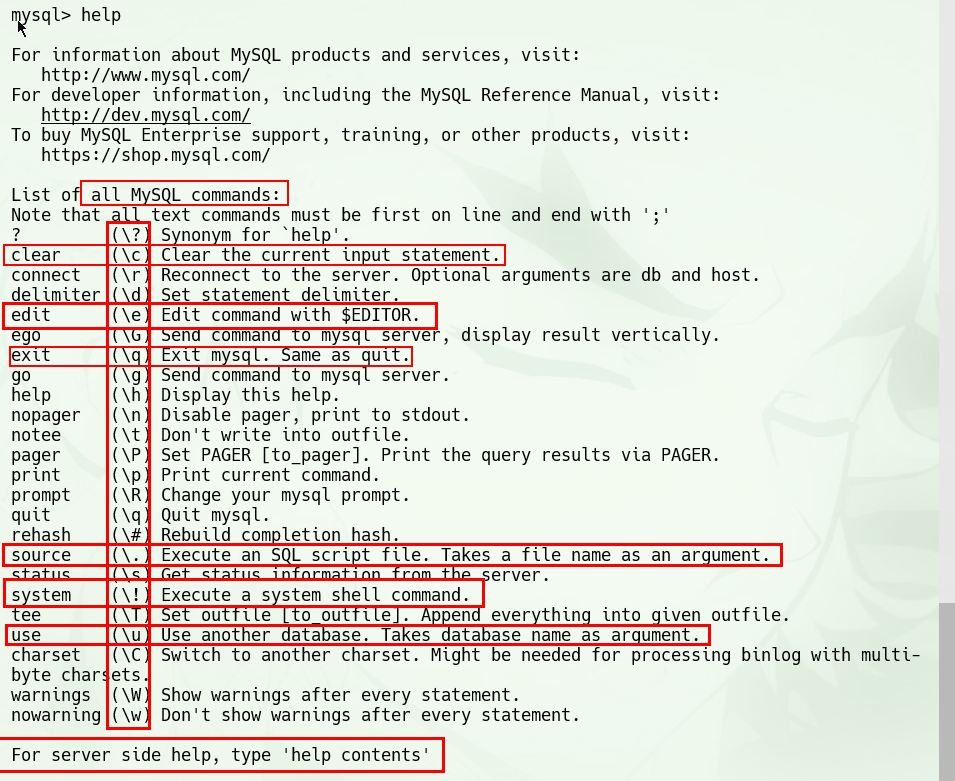 mysql> help
For information about MySQL products and services, visit:
http://www.mysql.com/
For developer information, including the MySQL Reference Manual, visit:
http://dev.mysql.com/
To buy MySQL Enterprise support, training, or other products, visit:
https://shop.mysql.com/
List of all MySQL commands:
Note that all text commands must be first on line and end with ';'
? (\?) Synonym for `help'.
clear (\c) Clear the current input statement.
connect (\r) Reconnect to the server. Optional arguments are db and host.
delimiter (\d) Set statement delimiter.
edit (\e) Edit command with $EDITOR.
ego (\G) Send command to mysql server, display result vertically.
exit (\q) Exit mysql. Same as quit.
go (\g) Send command to mysql server.
help (\h) Display this help.
nopager (\n) Disable pager, print to stdout.
notee (\t) Don't write into outfile.
pager (\P) Set PAGER [to_pager]. Print the query results via PAGER.
print (\p) Print current command.
prompt (\R) Change your mysql prompt.
quit (\q) Quit mysql.
rehash (\#) Rebuild completion hash.
source (\.) Execute an SQL script file. Takes a file name as an argument.
status (\s) Get status information from the server.
system (\!) Execute a system shell command.
tee (\T) Set outfile [to_outfile]. Append everything into given outfile.
use (\u) Use another database. Takes database name as argument.
charset (\C) Switch to another charset. Might be needed for processing binlog with multi-
byte charsets.
warnings (\W) Show warnings after every statement.
nowarning (\w) Don't show warnings after every statement.
For server side help, type 'help contents'